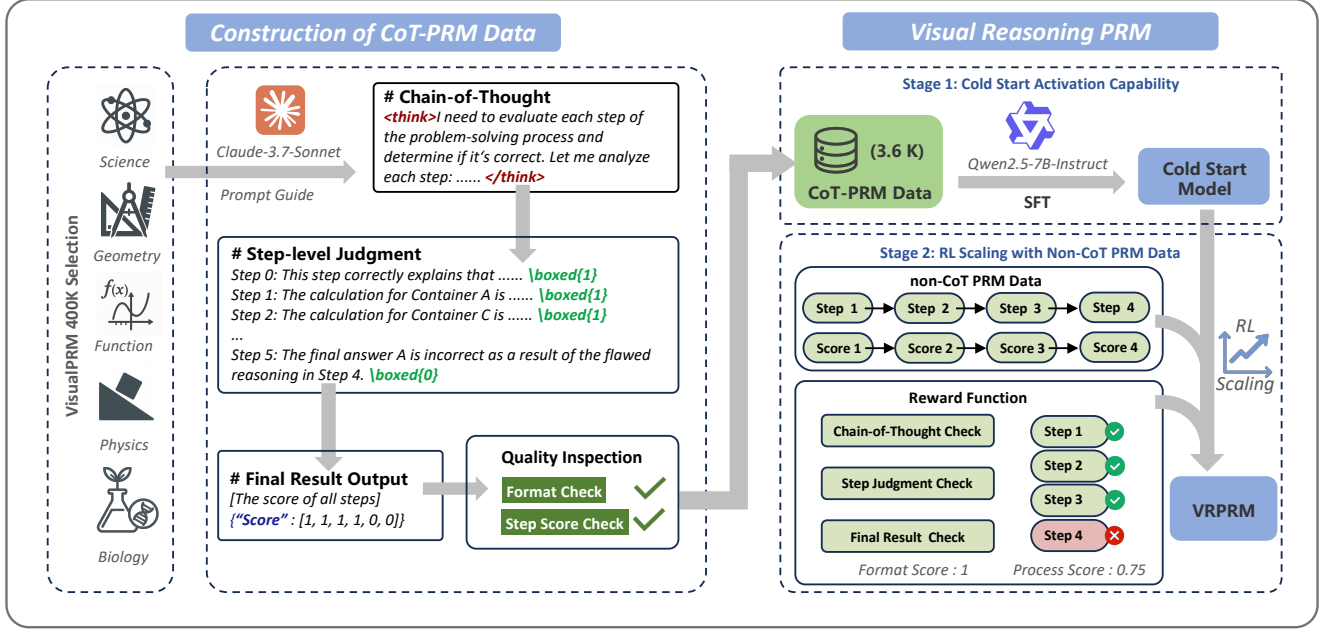 Construction of CoT-PRM Data
VisualPRM 400K Selection
Science
Geometry
f(x)
Function
Physics
Biology
Claude-3.7-Sonnet
Prompt Guide
# Chain-of-Thought
<think>I need to evaluate each step of
the problem-solving process and
determine if it's correct. Let me analyze
each step: ...... </think>
# Step-level Judgment
Step 0: This step correctly explains that ...... \boxed{1}
Step 1: The calculation for Container A is ...... \boxed{1}
Step 2: The calculation for Container C is ...... \boxed{1}
...
Step 5: The final answer A is incorrect as a result of the flawed
reasoning in Step 4. \boxed{0}
# Final Result Output
[The score of all steps]
{"Score" : [1, 1, 1, 1, 0, 0]}
Quality Inspection
Format Check
Step Score Check
Visual Reasoning PRM
Stage 1: Cold Start Activation Capability
(3.6 K)
CoT-PRM Data
Qwen2.5-7B-Instruct
SFT
Cold Start
Model
Stage 2: RL Scaling with Non-CoT PRM Data
non-CoT PRM Data
Step 1 Step 2 Step 3 Step 4
Score 1 Score 2 Score 3 Score 4
RL
Scaling
Reward Function
Chain-of-Thought Check
Step Judgment Check
Final Result Check
Format Score : 1
Step 1
Step 2
Step 3
Step 4
Process Score : 0.75
VRPRM